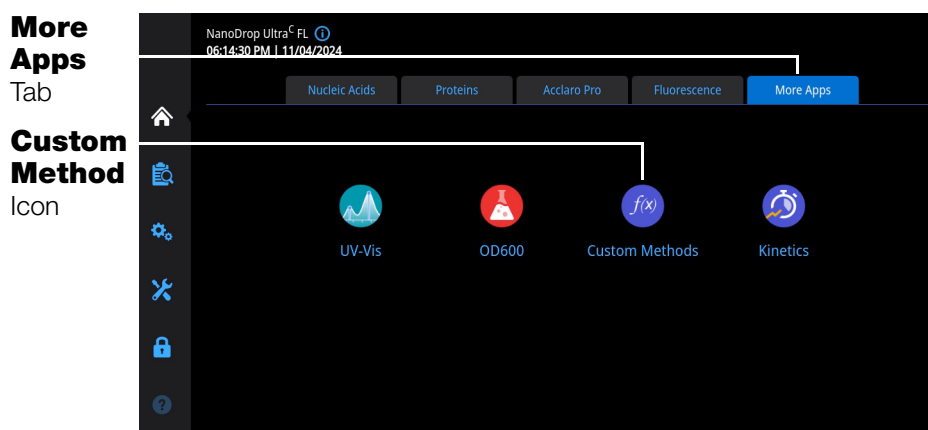 More
Apps
Tab
Custom
Method
Icon
NanoDrop Ultraᶜ FL
06:14:30 PM | 11/04/2024
Nucleic Acids Proteins Acclaro Pro Fluorescence More Apps
f(x)
UV-Vis OD600 Custom Methods Kinetics
?